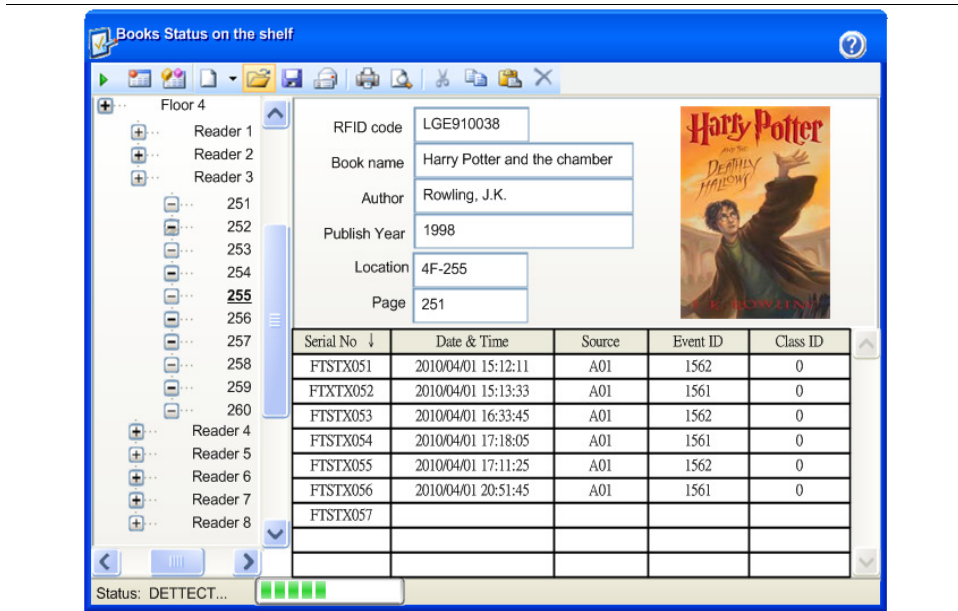 Books Status on the shelf
Floor 4
Reader 1
Reader 2
Reader 3
251
252
253
254
255
256
257
258
259
260
Reader 4
Reader 5
Reader 6
Reader 7
Reader 8
RFID code LGE910038
Book name Harry Potter and the chamber
Author Rowling, J.K.
Publish Year 1998
Location 4F-255
Page 251
Harry Potter
AND THE
DEATHLY
HALLOWS
J. K. ROWLING
Serial No ↓ Date & Time Source Event ID Class ID
FTSTX051 2010/04/01 15:12:11 A01 1562 0
FTXTX052 2010/04/01 15:13:33 A01 1561 0
FTSTX053 2010/04/01 16:33:45 A01 1562 0
FTSTX054 2010/04/01 17:18:05 A01 1561 0
FTSTX055 2010/04/01 17:11:25 A01 1562 0
FTSTX056 2010/04/01 20:51:45 A01 1561 0
FTSTX057
Status: DETTECT...